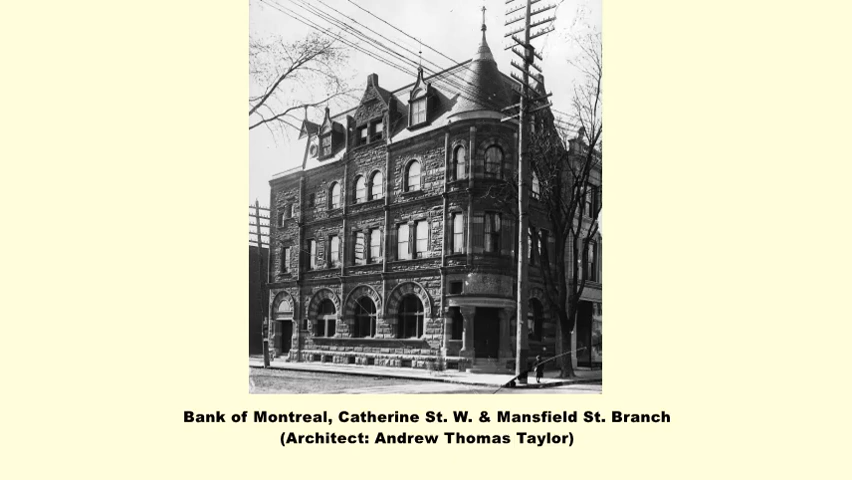 Bank of Montreal, Catherine St. W. & Mansfield St. Branch
(Architect: Andrew Thomas Taylor)